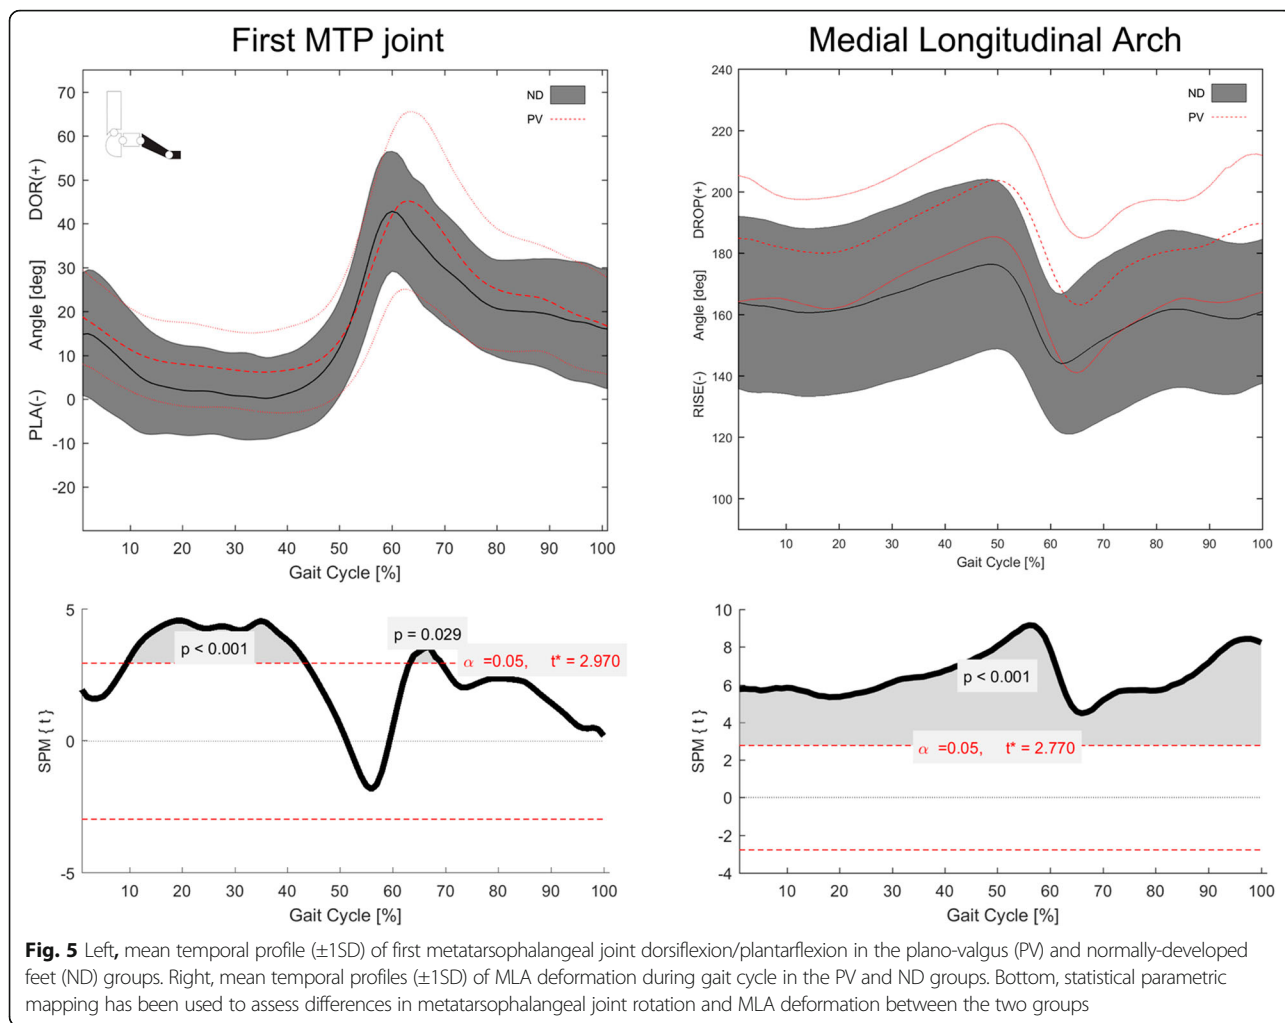 First MTP joint
70
60
50
40
30
20
10
0
-10
-20
DOR(+)
Angle [deg]
PLA(-)
ND
PV
10 20 30 40 50 60 70 80 90 100
Gait Cycle [%]
Medial Longitudinal Arch
240
220
200
180
160
140
120
100
DROP(+)
Angle [deg]
RISE(-)
ND
PV
10 20 30 40 50 60 70 80 90 100
Gait Cycle [%]
5
0
-5
SPM { t }
p < 0.001
p = 0.029
α =0.05, t* = 2.970
10 20 30 40 50 60 70 80 90 100
Gait Cycle [%]
10
8
6
4
2
0
-2
-4
SPM { t }
p < 0.001
α =0.05, t* = 2.770
10 20 30 40 50 60 70 80 90 100
Gait Cycle [%]
Fig. 5 Left, mean temporal profile (±1SD) of first metatarsophalangeal joint dorsiflexion/plantarflexion in the plano-valgus (PV) and normally-developed
feet (ND) groups. Right, mean temporal profiles (±1SD) of MLA deformation during gait cycle in the PV and ND groups. Bottom, statistical parametric
mapping has been used to assess differences in metatarsophalangeal joint rotation and MLA deformation between the two groups